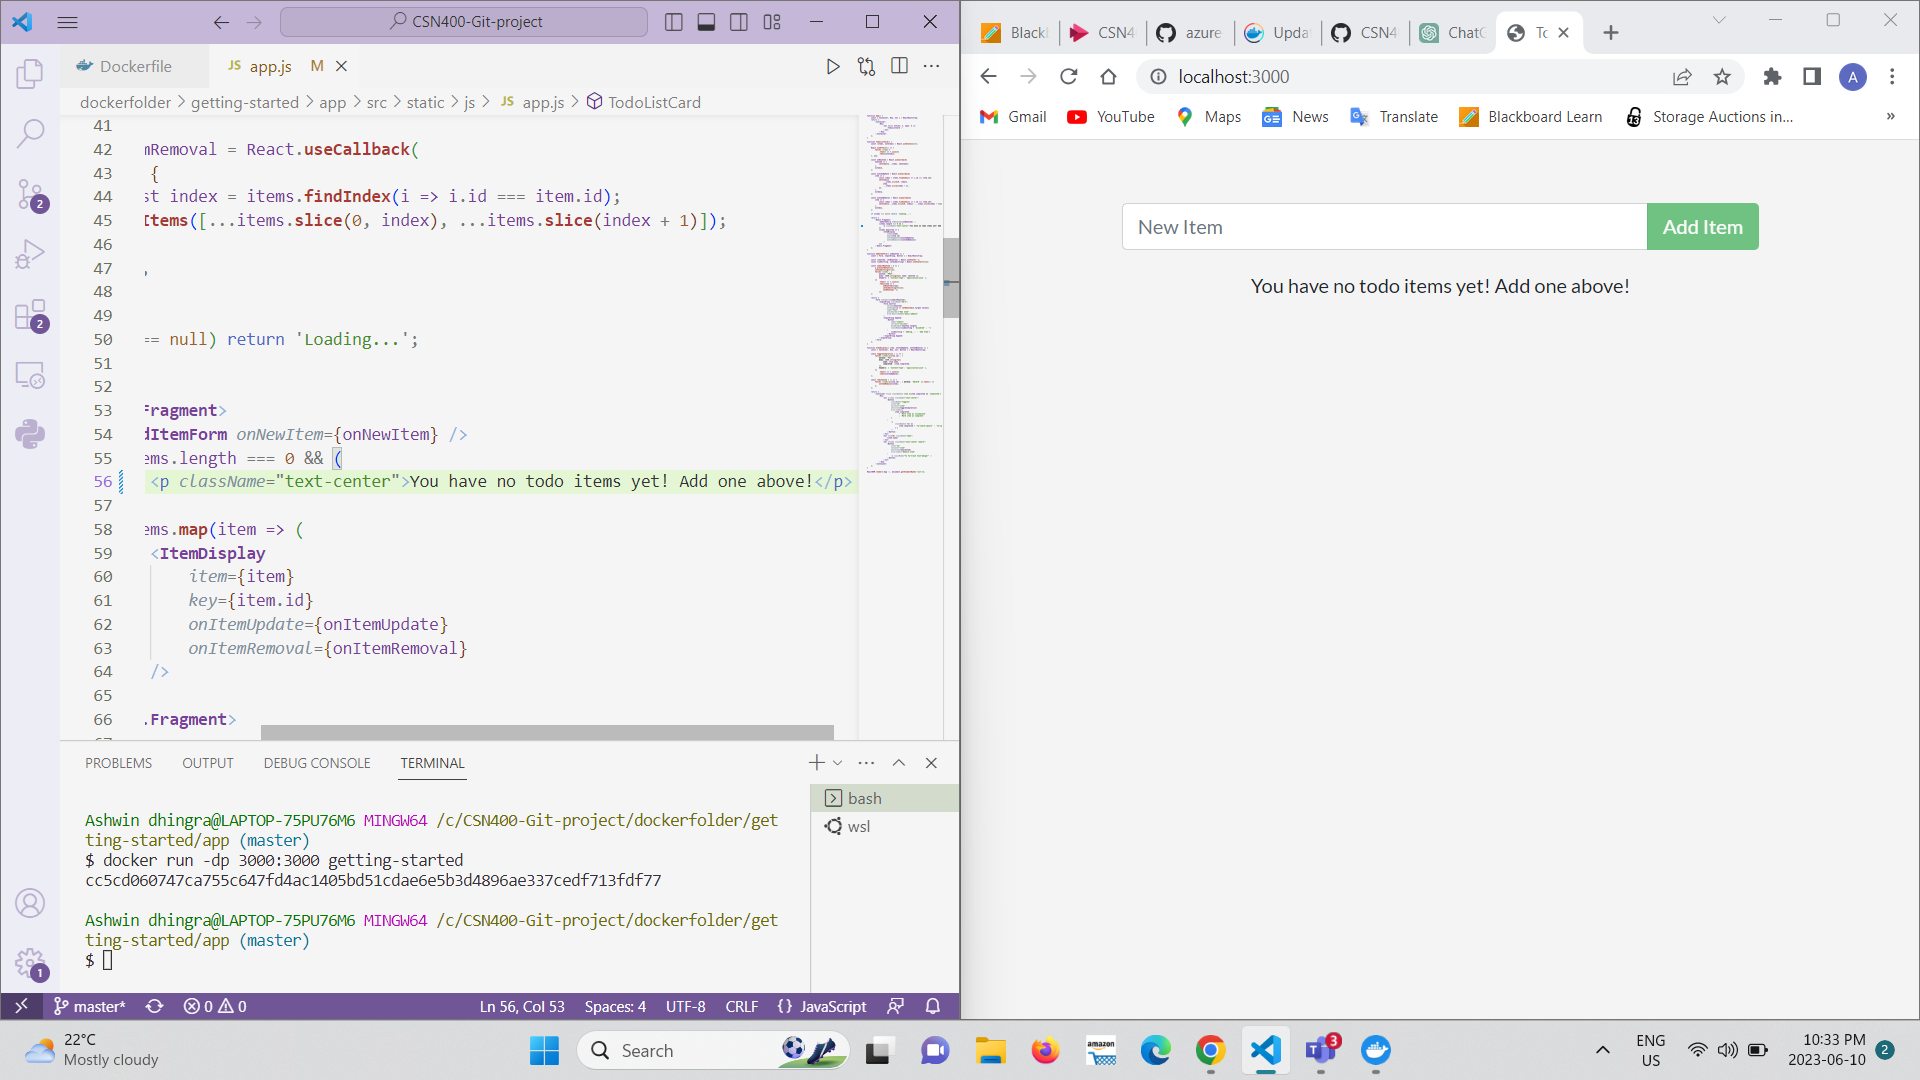 CSN400-Git-project
Dockerfile
JS app.js M
dockerfolder > getting-started > app > src > static > js > JS app.js > TodoListCard
41
42 mRemoval = React.useCallback(
43 {
44 st index = items.findIndex(i => i.id === item.id);
45 Items([...items.slice(0, index), ...items.slice(index + 1)]);
46
47 ,
48
49
50 == null) return 'Loading...';
51
52
53 Fragment>
54 dItemForm onNewItem={onNewItem} />
55 ems.length === 0 && (
56 <p className="text-center">You have no todo items yet! Add one above!</p>
57
58 ems.map(item => (
59 <ItemDisplay
60 item={item}
61 key={item.id}
62 onItemUpdate={onItemUpdate}
63 onItemRemoval={onItemRemoval}
64 />
65
66 .Fragment>
2
2
1
PROBLEMS OUTPUT DEBUG CONSOLE TERMINAL
bash
wsl
Ashwin dhingra@LAPTOP-75PU76M6 MINGW64 /c/CSN400-Git-project/dockerfolder/get
ting-started/app (master)
$ docker run -dp 3000:3000 getting-started
cc5cd060747ca755c647fd4ac1405bd51cdae6e5b3d4896ae337cedf713fdf77
Ashwin dhingra@LAPTOP-75PU76M6 MINGW64 /c/CSN400-Git-project/dockerfolder/get
ting-started/app (master)
$
master* 0 0 Ln 56, Col 53 Spaces: 4 UTF-8 CRLF {} JavaScript
Black CSN4 azure Upda CSN4 ChatG To
localhost:3000
A
Gmail YouTube Maps News Translate Blackboard Learn Storage Auctions in... »
New Item
Add Item
You have no todo items yet! Add one above!
22°C
Mostly cloudy
Search
amazon
3
ENG
US
10:33 PM
2023-06-10
2